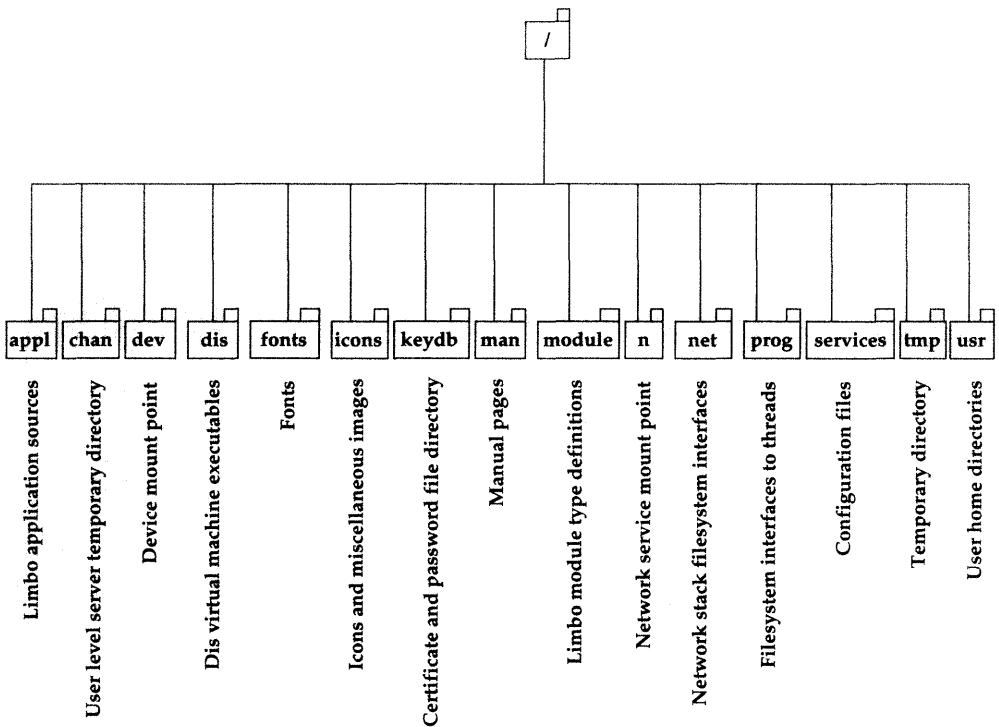 /
appl
chan
dev
dis
fonts
icons
keydb
man
module
n
net
prog
services
tmp
usr
Limbo application sources
User level server temporary directory
Device mount point
Dis virtual machine executables
Fonts
Icons and miscellaneous images
Certificate and password file directory
Manual pages
Limbo module type definitions
Network service mount point
Network stack filesystem interfaces
Filesystem interfaces to threads
Configuration files
Temporary directory
User home directories